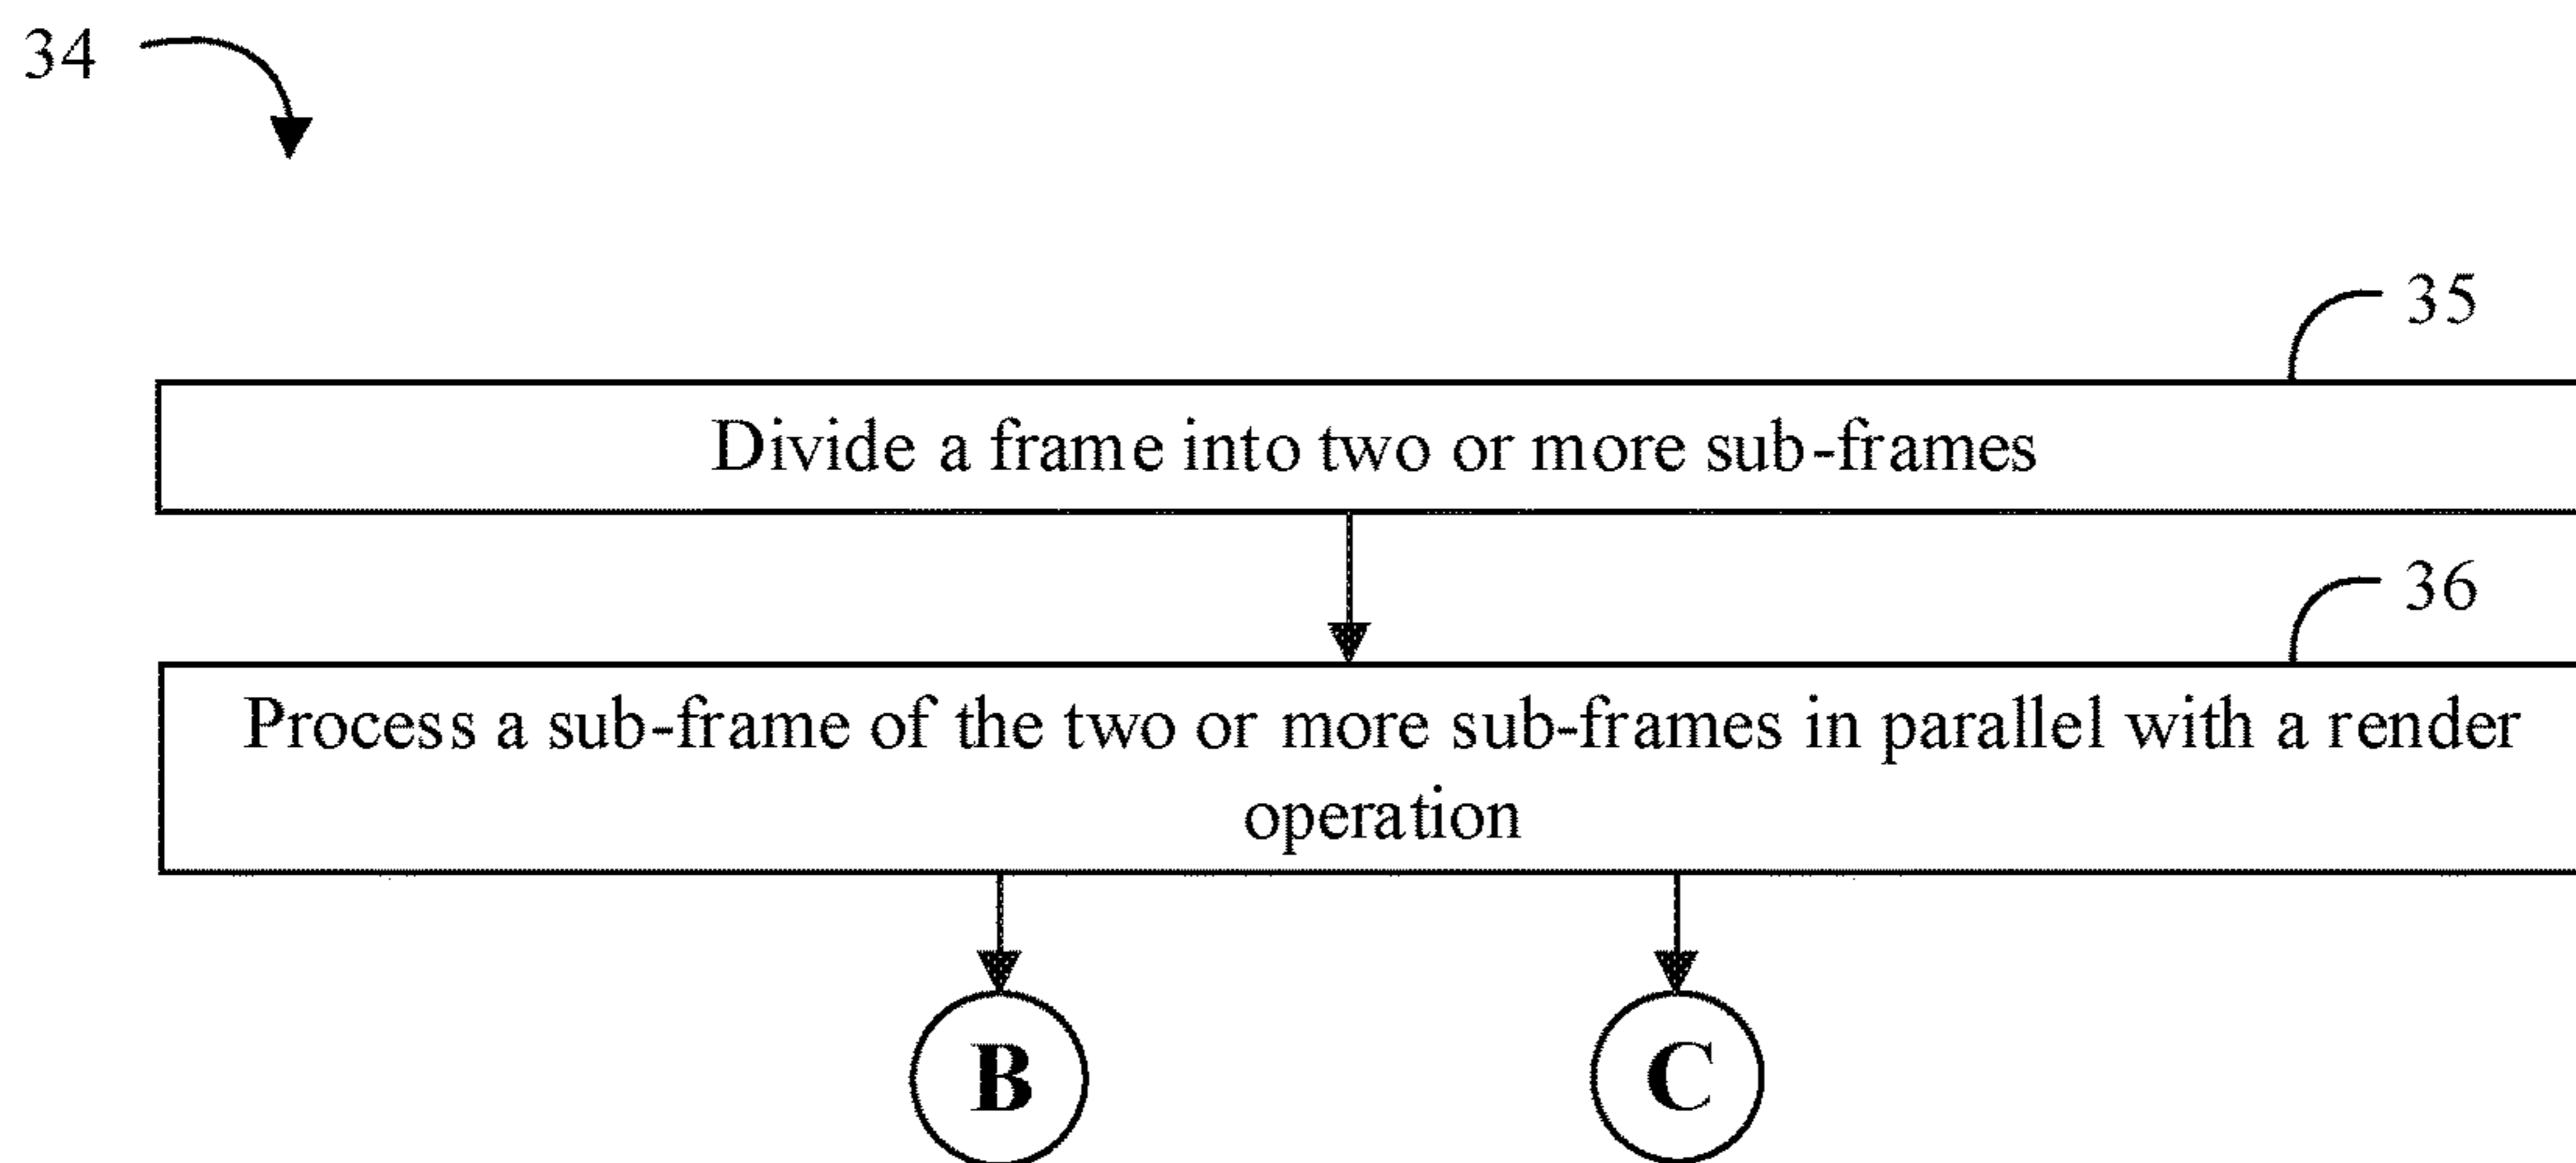 34
35
Divide a frame into two or more sub-frames
36
Process a sub-frame of the two or more sub-frames in parallel with a render
operation
B
C